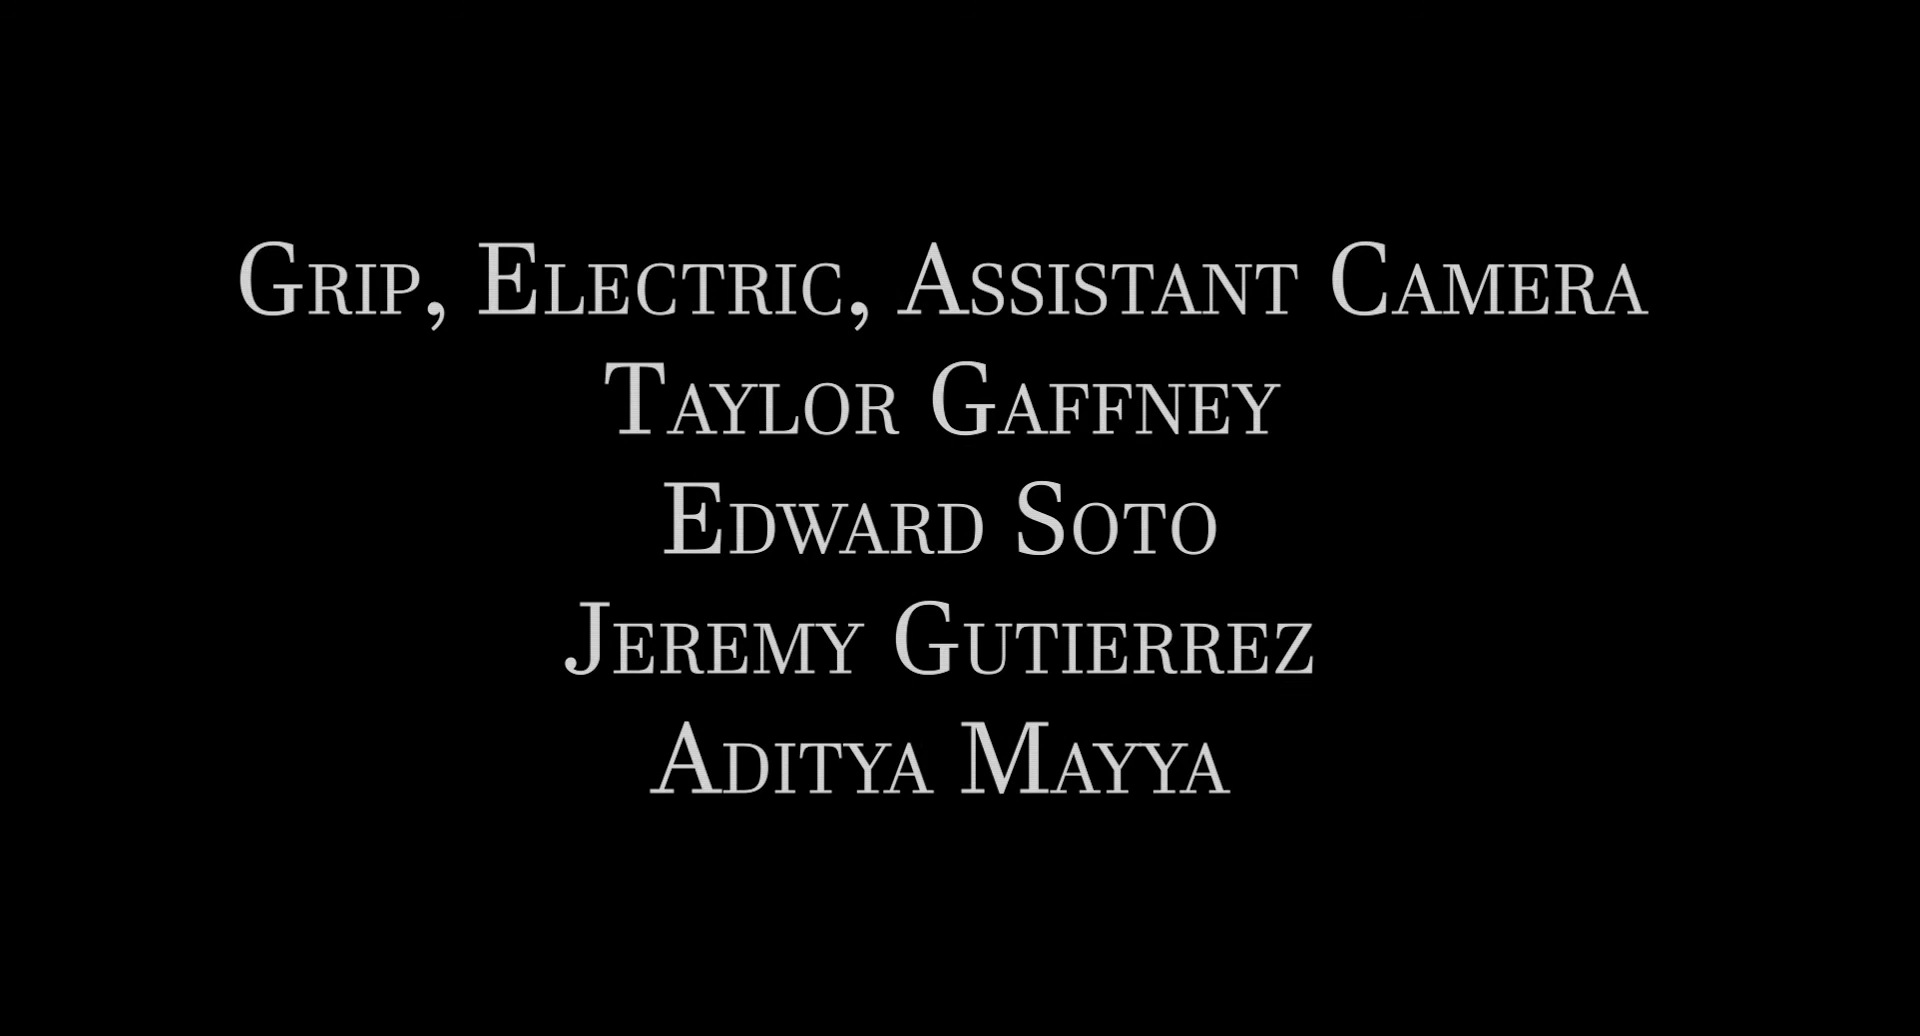 Grip, Electric, Assistant Camera
Taylor Gaffney
Edward Soto
Jeremy Gutierrez
Aditya Mayya